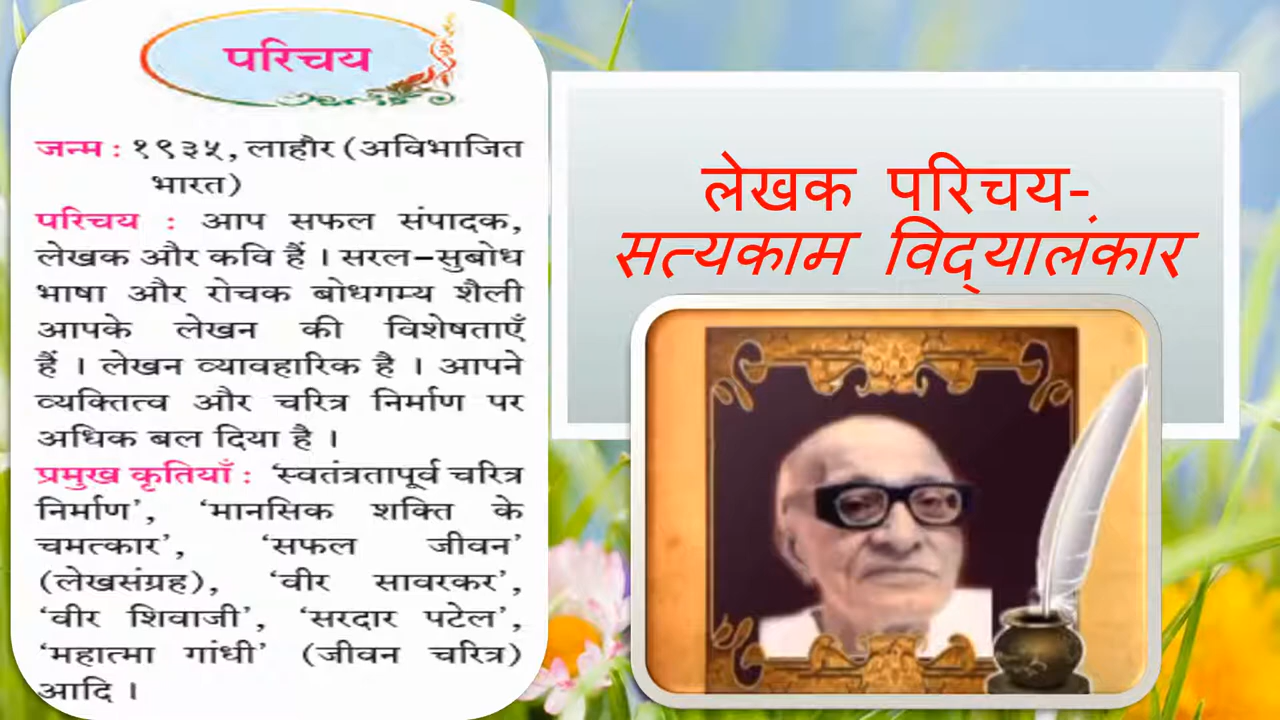 परिचय
जन्म : १९३५, लाहौर (अविभाजित
भारत)
परिचय : आप सफल संपादक,
लेखक और कवि हैं । सरल-सुबोध
भाषा और रोचक बोधगम्य शैली
आपके लेखन की विशेषताएँ
हैं । लेखन व्यावहारिक है । आपने
व्यक्तित्व और चरित्र निर्माण पर
अधिक बल दिया है ।
प्रमुख कृतियाँ : ‘स्वतंत्रतापूर्व चरित्र
निर्माण’, ‘मानसिक शक्ति के
चमत्कार’, ‘सफल जीवन’
(लेखसंग्रह), ‘वीर सावरकर’,
‘वीर शिवाजी’, ‘सरदार पटेल’,
‘महात्मा गांधी’ (जीवन चरित्र)
आदि ।
लेखक परिचय-
सत्यकाम विद्‌यालंकार